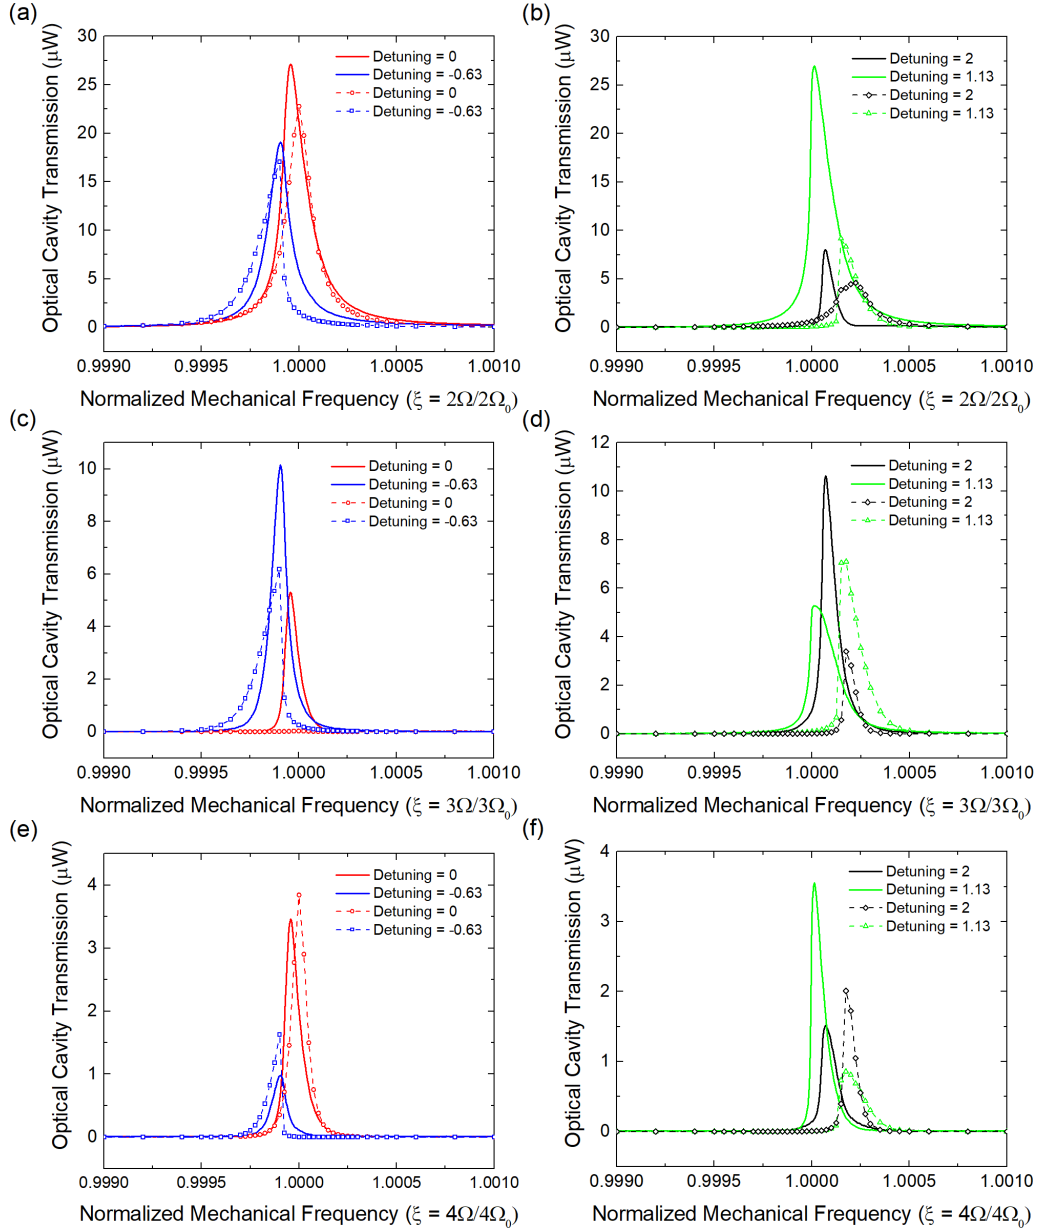 (a)
Optical Cavity Transmission (μW)
30
25
20
15
10
5
0
Detuning = 0
Detuning = -0.63
Detuning = 0
Detuning = -0.63
0.9990 0.9995 1.0000 1.0005 1.0010
Normalized Mechanical Frequency (ξ = 2Ω/2Ω₀)
(b)
Optical Cavity Transmission (μW)
30
25
20
15
10
5
0
Detuning = 2
Detuning = 1.13
Detuning = 2
Detuning = 1.13
0.9990 0.9995 1.0000 1.0005 1.0010
Normalized Mechanical Frequency (ξ = 2Ω/2Ω₀)
(c)
Optical Cavity Transmission (μW)
10
8
6
4
2
0
Detuning = 0
Detuning = -0.63
Detuning = 0
Detuning = -0.63
0.9990 0.9995 1.0000 1.0005 1.0010
Normalized Mechanical Frequency (ξ = 3Ω/3Ω₀)
(d)
Optical Cavity Transmission (μW)
12
10
8
6
4
2
0
Detuning = 2
Detuning = 1.13
Detuning = 2
Detuning = 1.13
0.9990 0.9995 1.0000 1.0005 1.0010
Normalized Mechanical Frequency (ξ = 3Ω/3Ω₀)
(e)
Optical Cavity Transmission (μW)
4
3
2
1
0
Detuning = 0
Detuning = -0.63
Detuning = 0
Detuning = -0.63
0.9990 0.9995 1.0000 1.0005 1.0010
Normalized Mechanical Frequency (ξ = 4Ω/4Ω₀)
(f)
Optical Cavity Transmission (μW)
4
3
2
1
0
Detuning = 2
Detuning = 1.13
Detuning = 2
Detuning = 1.13
0.9990 0.9995 1.0000 1.0005 1.0010
Normalized Mechanical Frequency (ξ = 4Ω/4Ω₀)